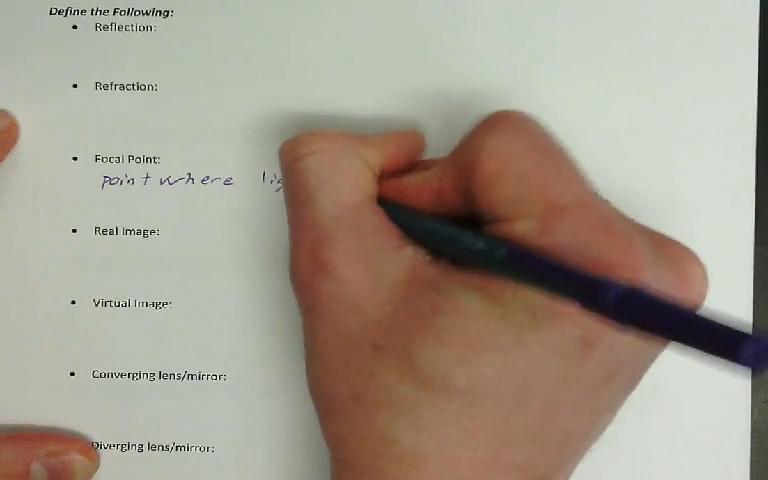 Define the Following:
• Reflection:
• Refraction:
• Focal Point:
point where
• Real Image:
• Virtual Image:
• Converging lens/mirror:
Diverging lens/mirror: